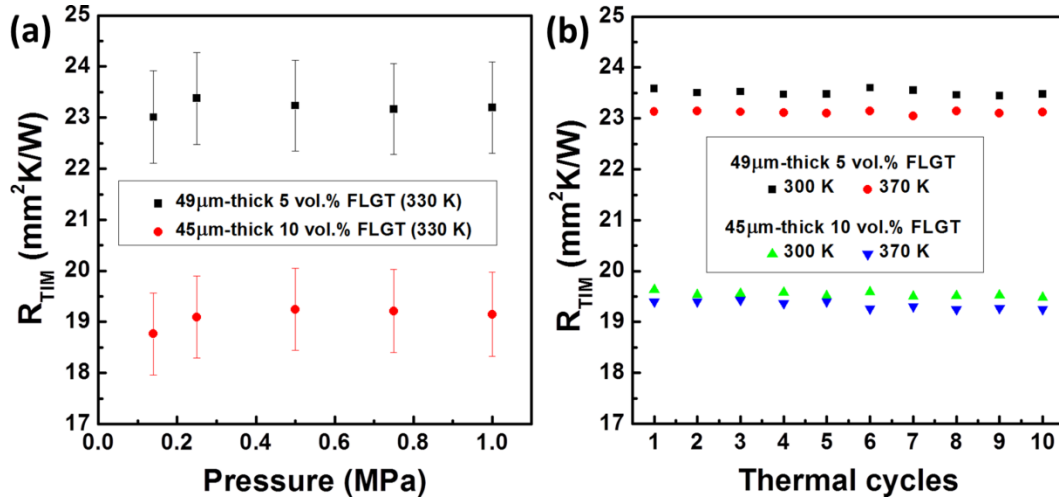 (a)
25
24
23
22
21
20
19
18
17
R_TIM (mm²K/W)
49μm-thick 5 vol.% FLGT (330 K)
45μm-thick 10 vol.% FLGT (330 K)
0.0 0.2 0.4 0.6 0.8 1.0
Pressure (MPa)
(b)
25
24
23
22
21
20
19
18
17
R_TIM (mm²K/W)
49μm-thick 5 vol.% FLGT
300 K 370 K
45μm-thick 10 vol.% FLGT
300 K 370 K
1 2 3 4 5 6 7 8 9 10
Thermal cycles